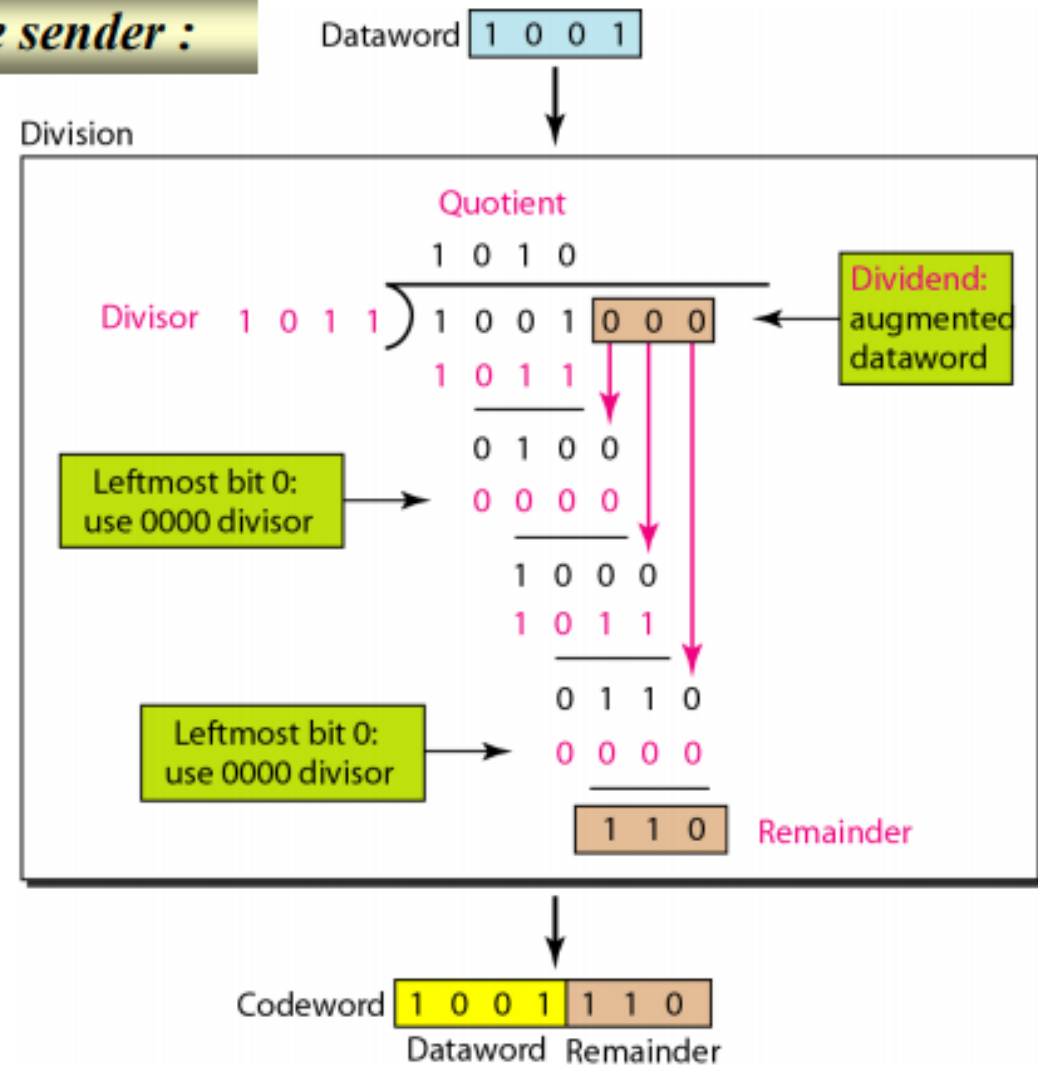 sender :
Dataword 1 0 0 1
Division
Quotient
1 0 1 0
Divisor 1 0 1 1 1 0 0 1 0 0 0
Dividend:
augmented
dataword
1 0 1 1
0 1 0 0
Leftmost bit 0:
use 0000 divisor
0 0 0 0
1 0 0 0
1 0 1 1
0 1 1 0
Leftmost bit 0:
use 0000 divisor
0 0 0 0
1 1 0 Remainder
Codeword 1 0 0 1 1 1 0
Dataword Remainder